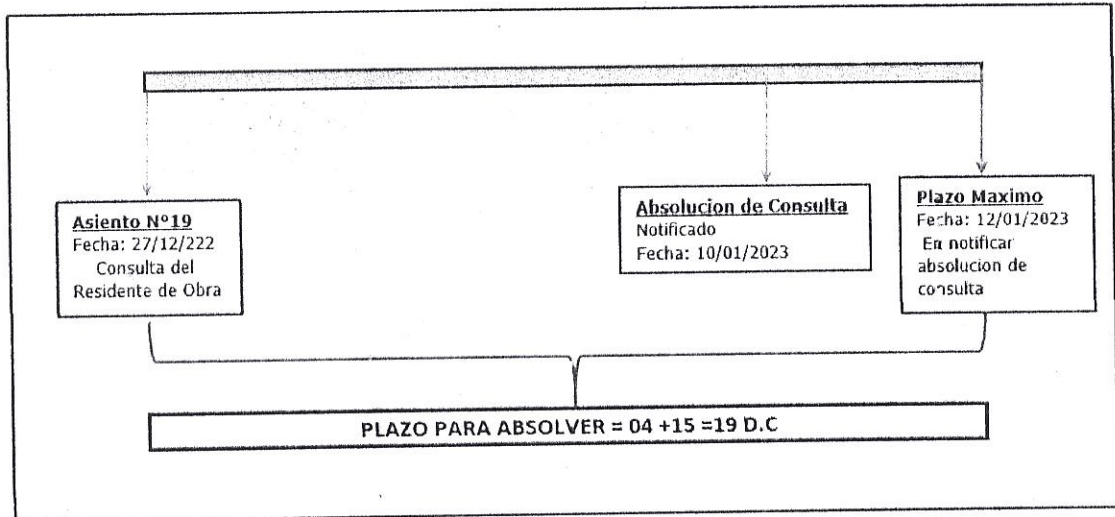 Asiento Nº19
Fecha: 27/12/222
Consulta del
Residente de Obra
Absolucion de Consulta
Notificado
Fecha: 10/01/2023
Plazo Maximo
Fecha: 12/01/2023
En notificar
absolucion de
consulta
PLAZO PARA ABSOLVER = 04 +15 =19 D.C